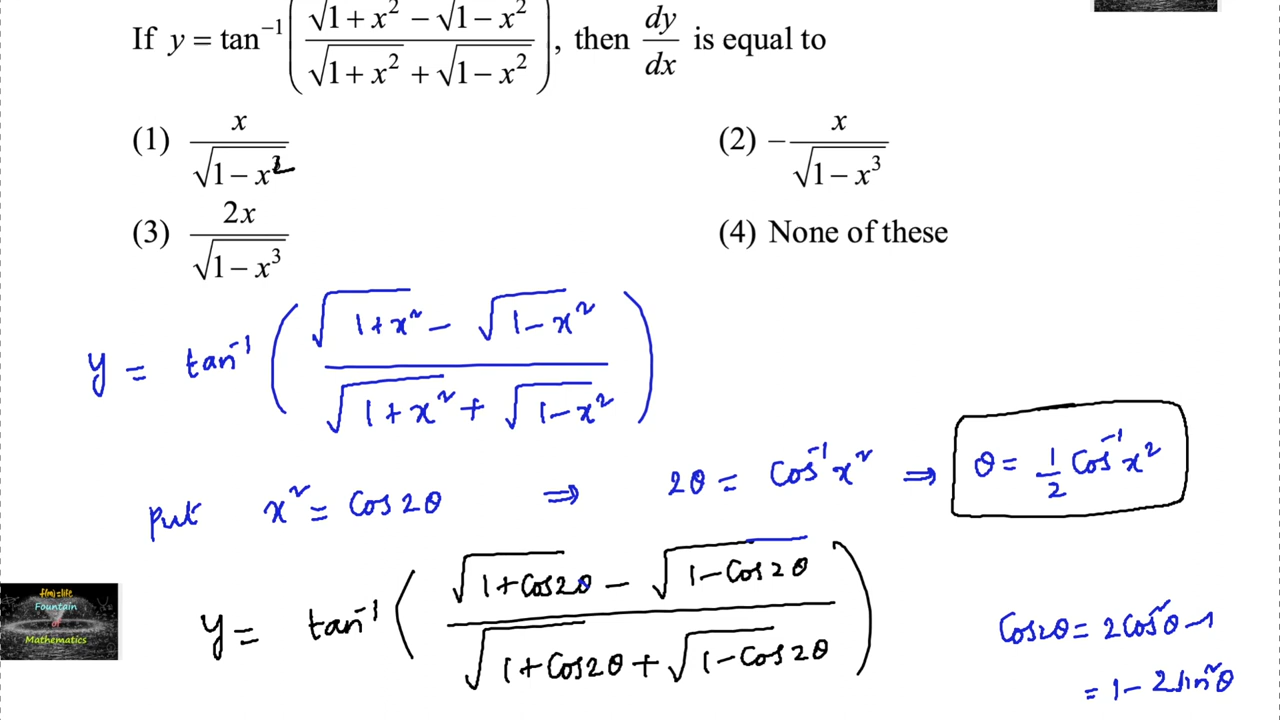 If y = tan⁻¹( (√1+x² − √1−x²) / (√1+x² + √1−x²) ), then dy/dx is equal to
(1) x / √1−x² (2) − x / √1−x³
(3) 2x / √1−x³ (4) None of these
y = tan⁻¹( (√1+x² − √1−x²) / (√1+x² + √1−x²) )
put x² = Cos2θ ⇒ 2θ = Cos⁻¹x² ⇒ θ = 1/2 Cos⁻¹x²
y = tan⁻¹( (√1+Cos2θ − √1−Cos2θ) / (√1+Cos2θ + √1−Cos2θ) )
Cos2θ = 2Cos²θ−1
= 1−2sin²θ
Fountain
of
Mathematics